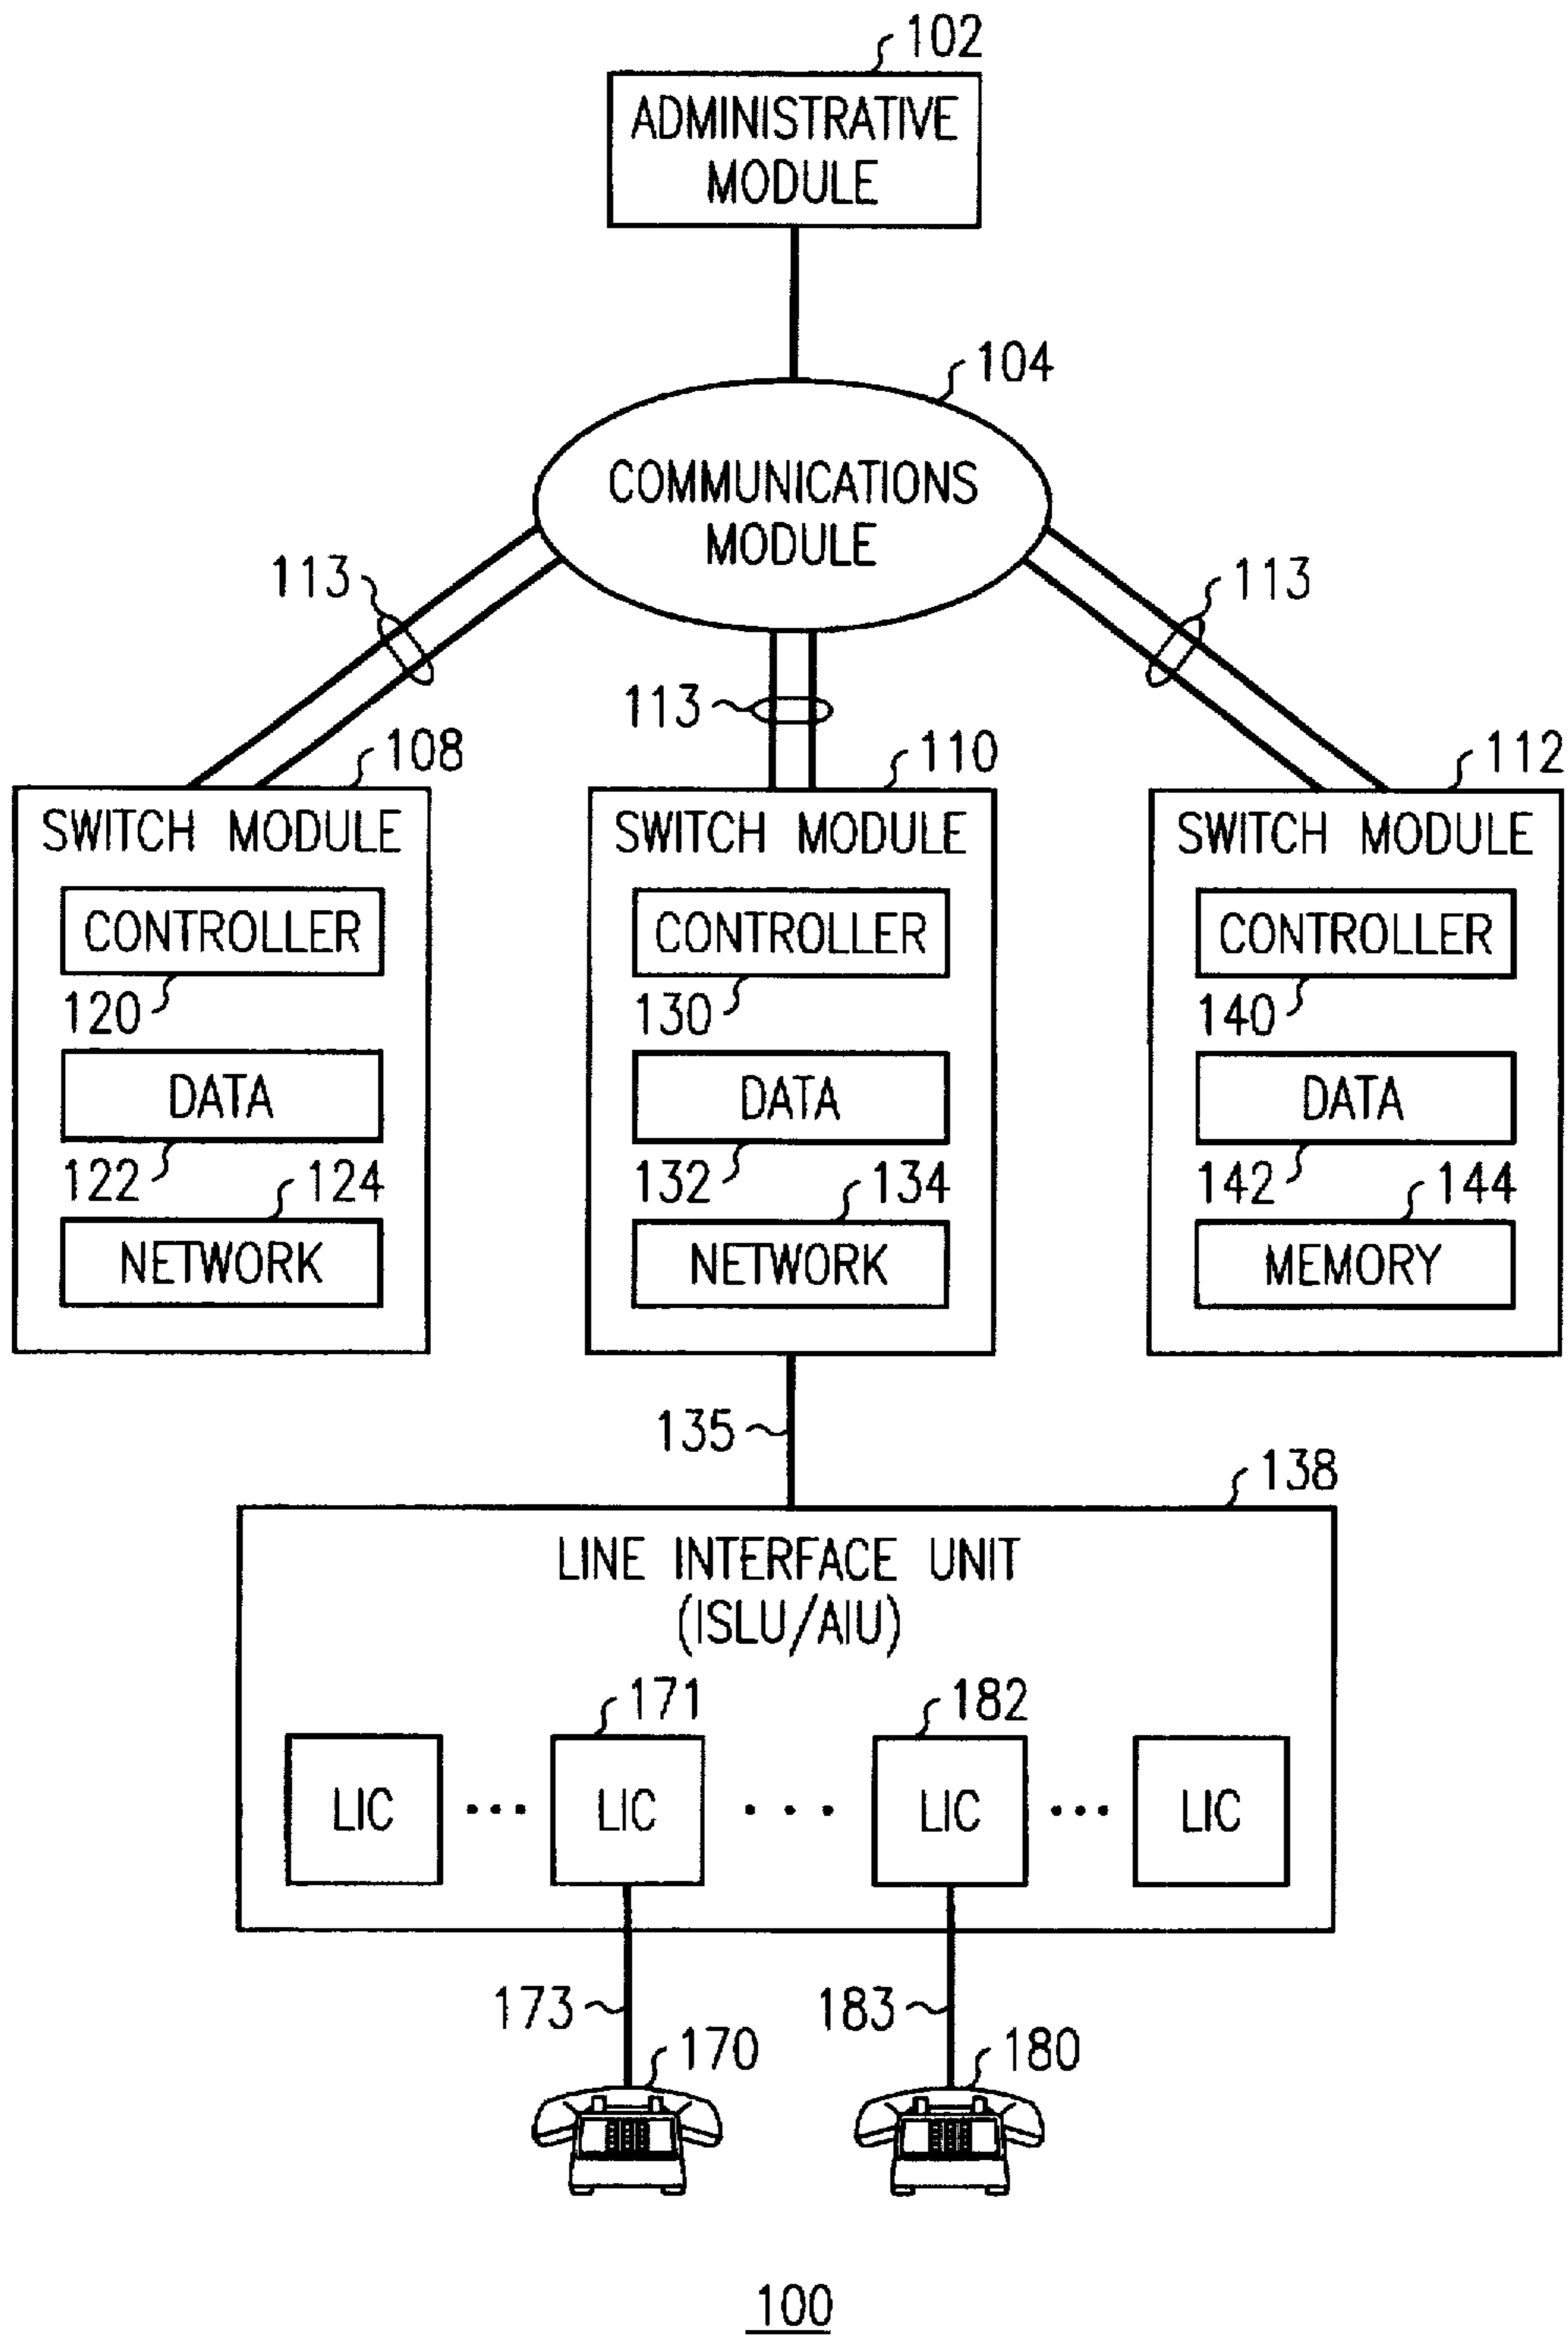 102
ADMINISTRATIVE
MODULE
104
COMMUNICATIONS
MODULE
113
113
113
108
110
112
SWITCH MODULE
SWITCH MODULE
SWITCH MODULE
CONTROLLER
CONTROLLER
CONTROLLER
120
130
140
DATA
DATA
DATA
122
124
132
134
142
144
NETWORK
NETWORK
MEMORY
135
138
LINE INTERFACE UNIT
(ISLU/AIU)
171
182
LIC
•••
LIC
• • •
LIC
•••
LIC
173
183
170
180
100